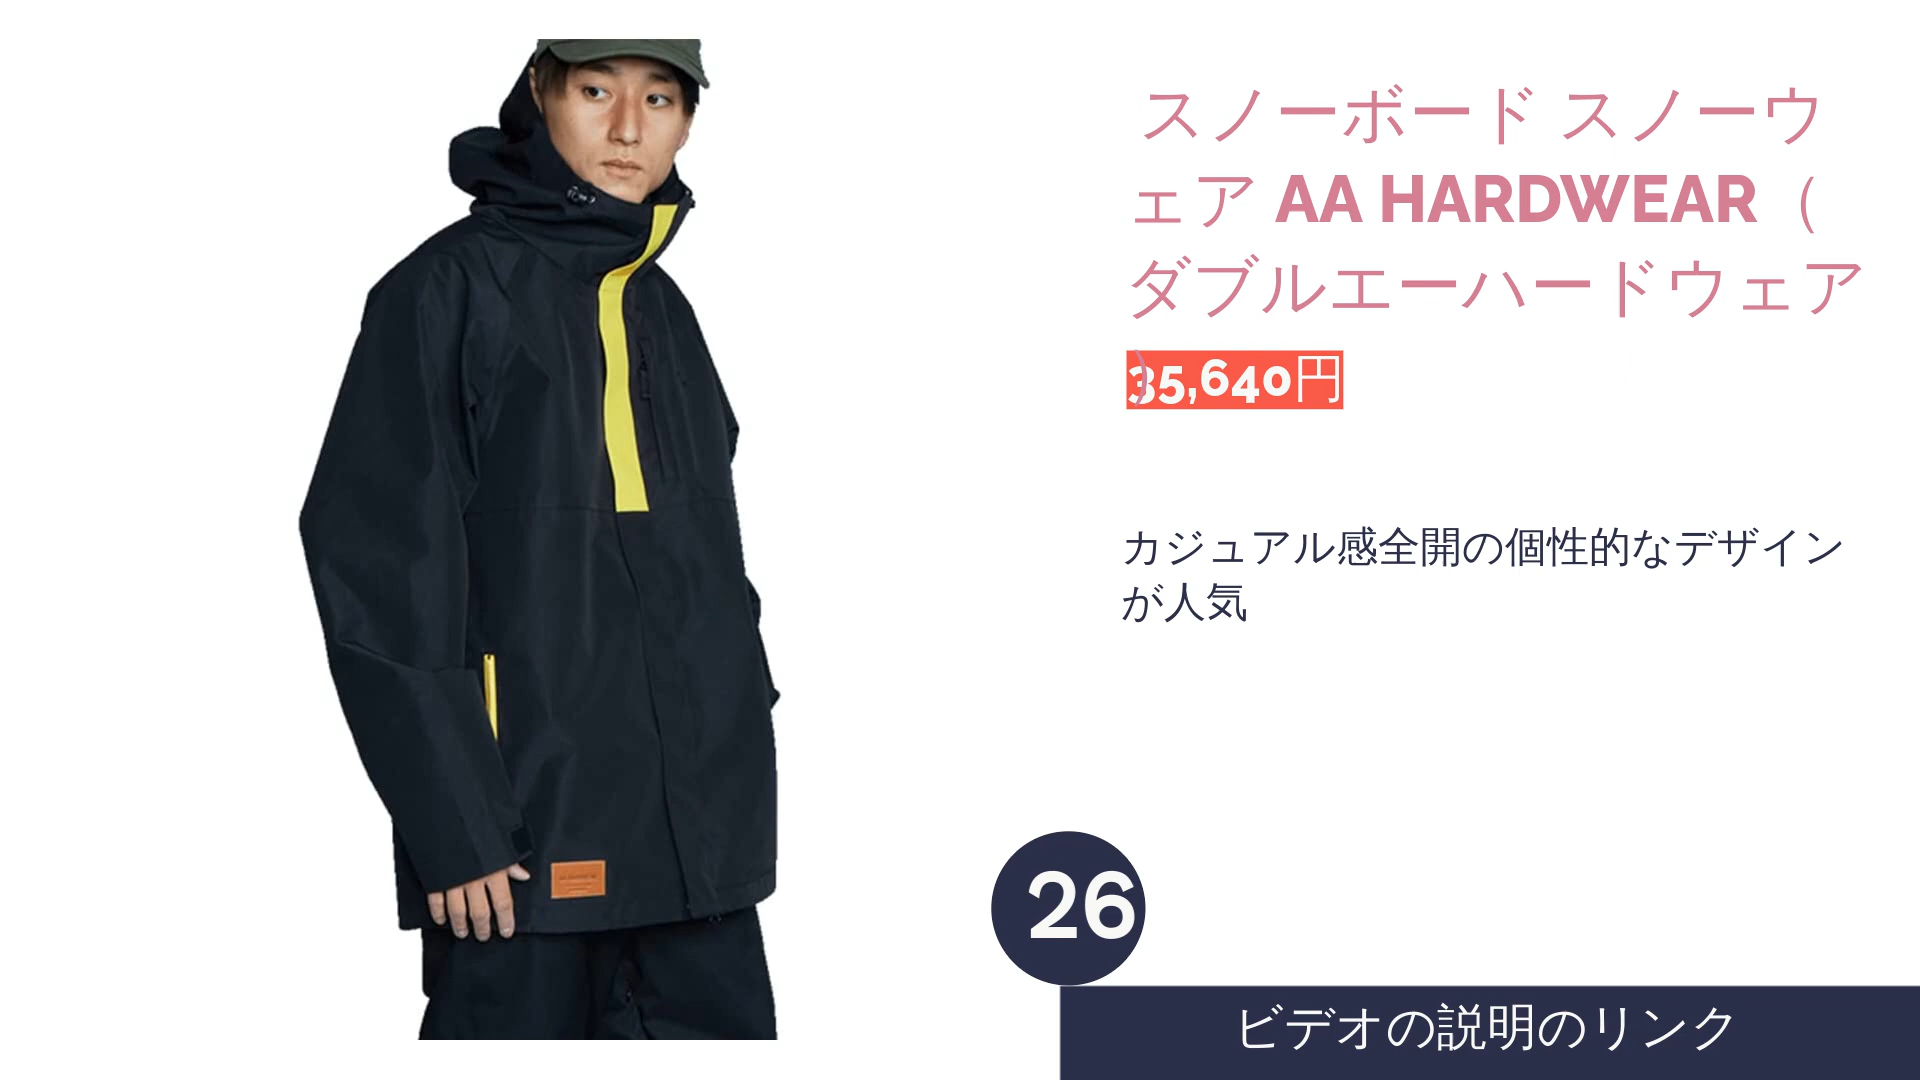 スノーボード スノーウ
ェア AA HARDWEAR（
ダブルエーハードウェア
）
35,640円
カジュアル感全開の個性的なデザイン
が人気
26
ビデオの説明のリンク